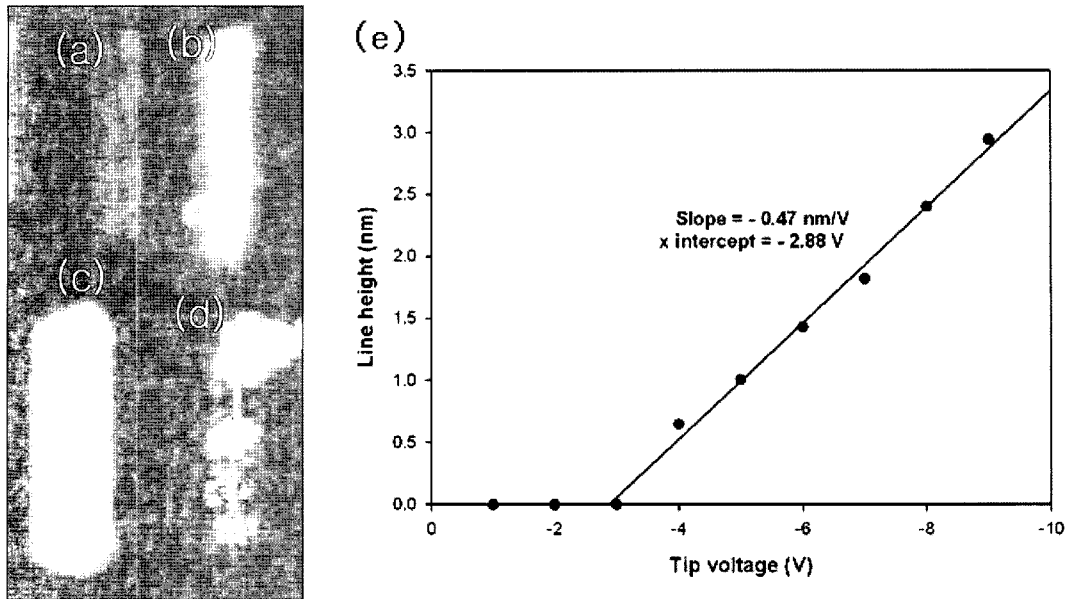 (a)
(b)
(c)
(d)
(e)
3.5
3.0
2.5
2.0
1.5
1.0
0.5
0.0
Line height (nm)
Slope = - 0.47 nm/V
x intercept = - 2.88 V
0
-2
-4
-6
-8
-10
Tip voltage (V)